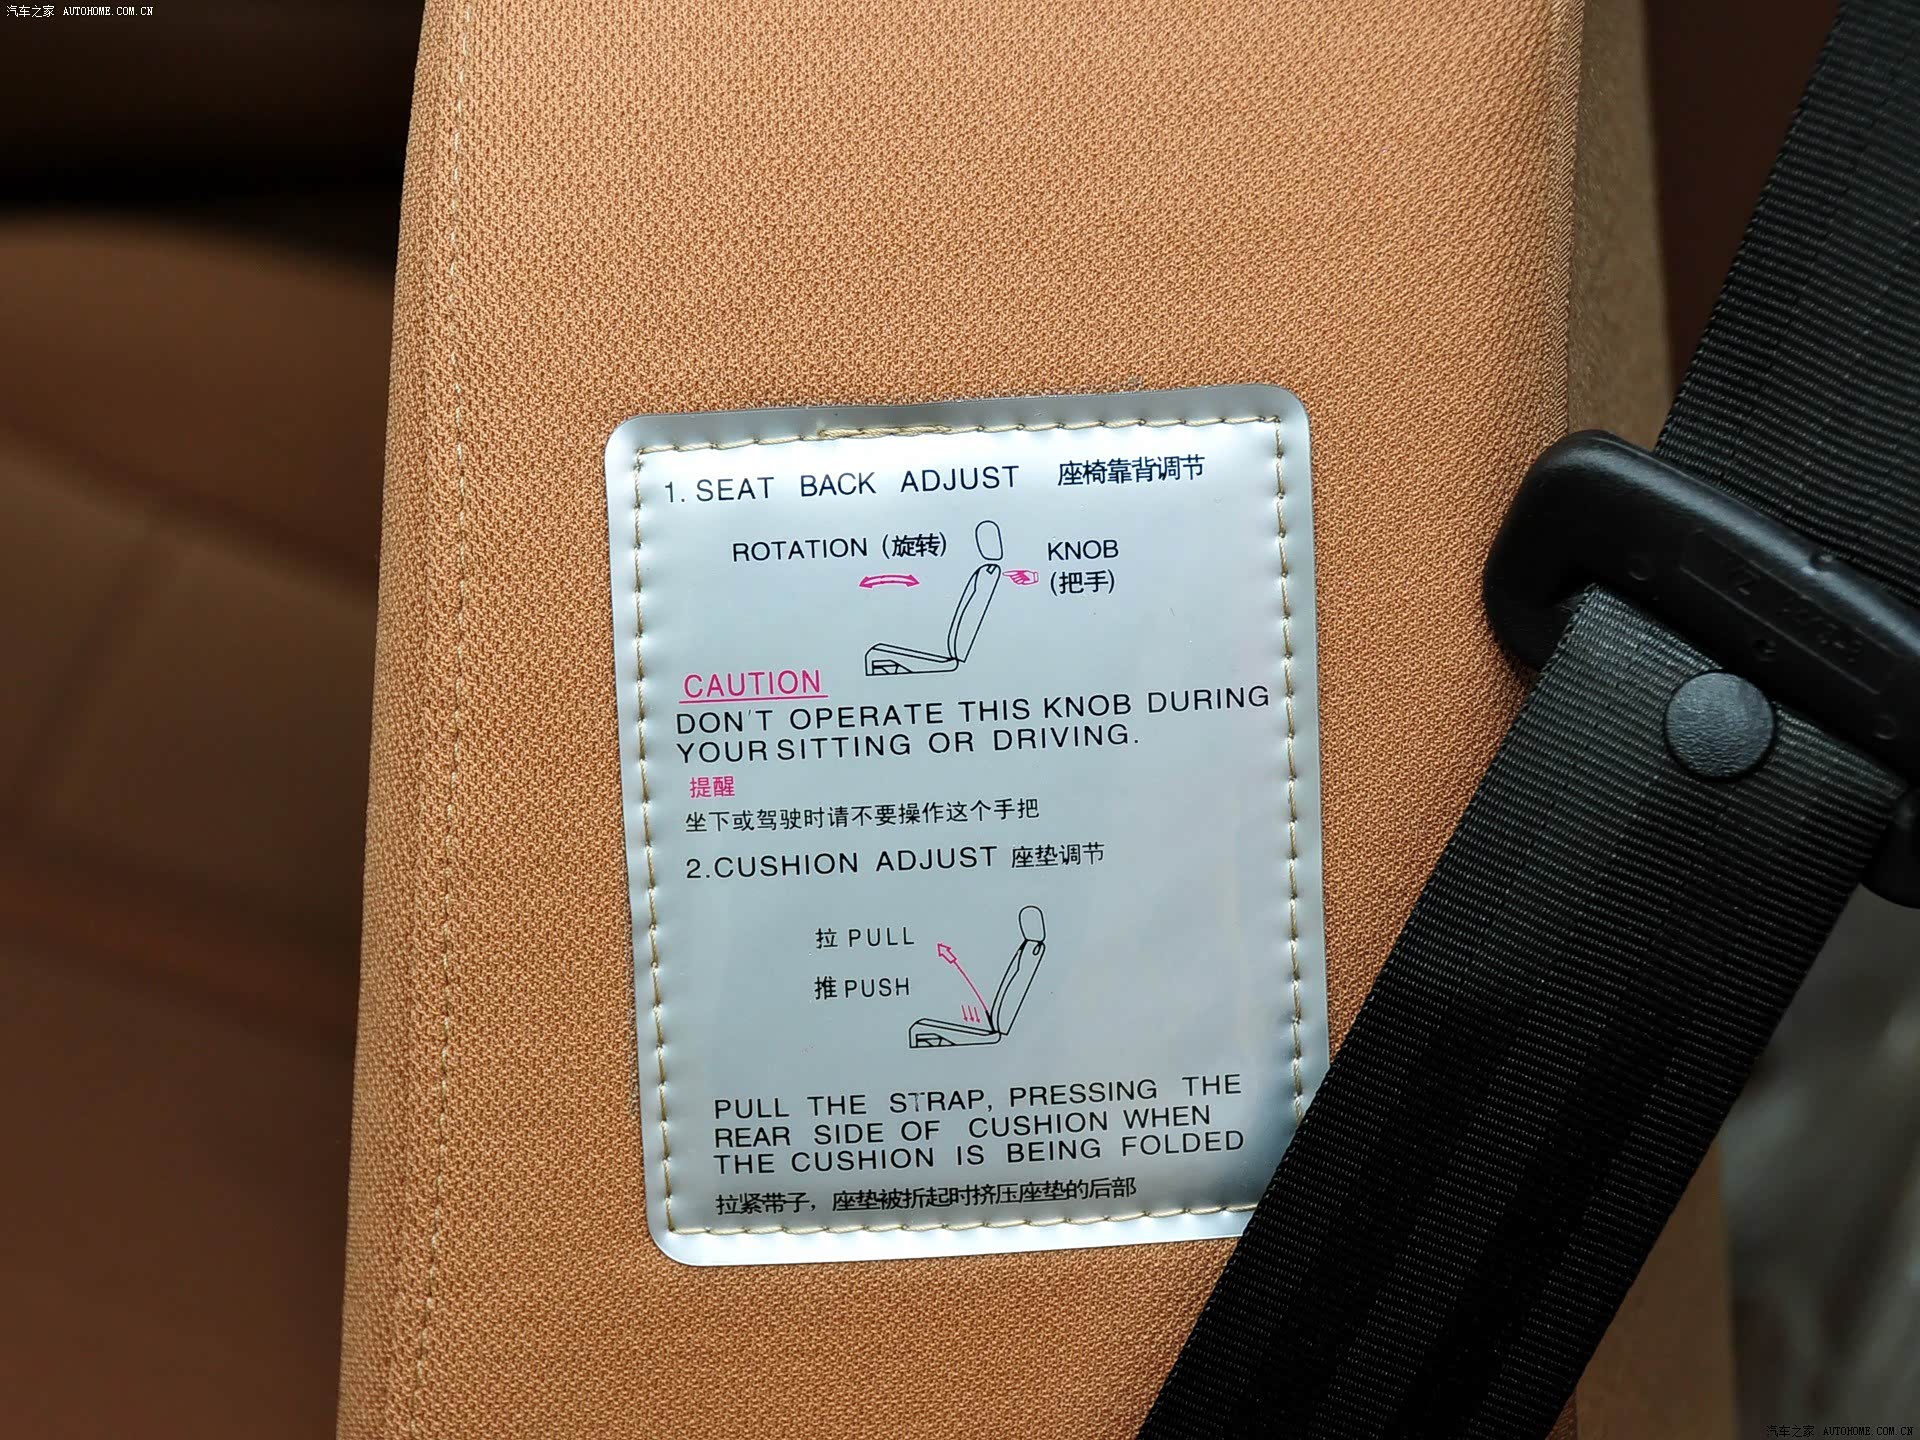 汽车之家 AUTOHOME.COM.CN
1. SEAT BACK ADJUST 座椅靠背调节
ROTATION (旋转)
KNOB
(把手)
CAUTION
DON'T OPERATE THIS KNOB DURING
YOUR SITTING OR DRIVING.
提醒
坐下或驾驶时请不要操作这个手把
2.CUSHION ADJUST 座垫调节
拉 PULL
推 PUSH
PULL THE STRAP, PRESSING THE
REAR SIDE OF CUSHION WHEN
THE CUSHION IS BEING FOLDED
拉紧带子，座垫被折起时挤压座垫的后部
汽车之家 AUTOHOME.COM.CN